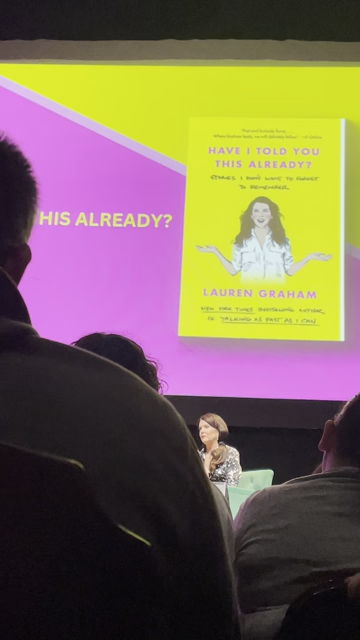 HIS ALREADY?
HAVE I TOLD YOU
THIS ALREADY?
STORIES I DON'T WANT TO FORGET
TO REMEMBER
LAUREN GRAHAM
NEW YORK TIMES BESTSELLING AUTHOR
OF TALKING AS FAST AS I CAN